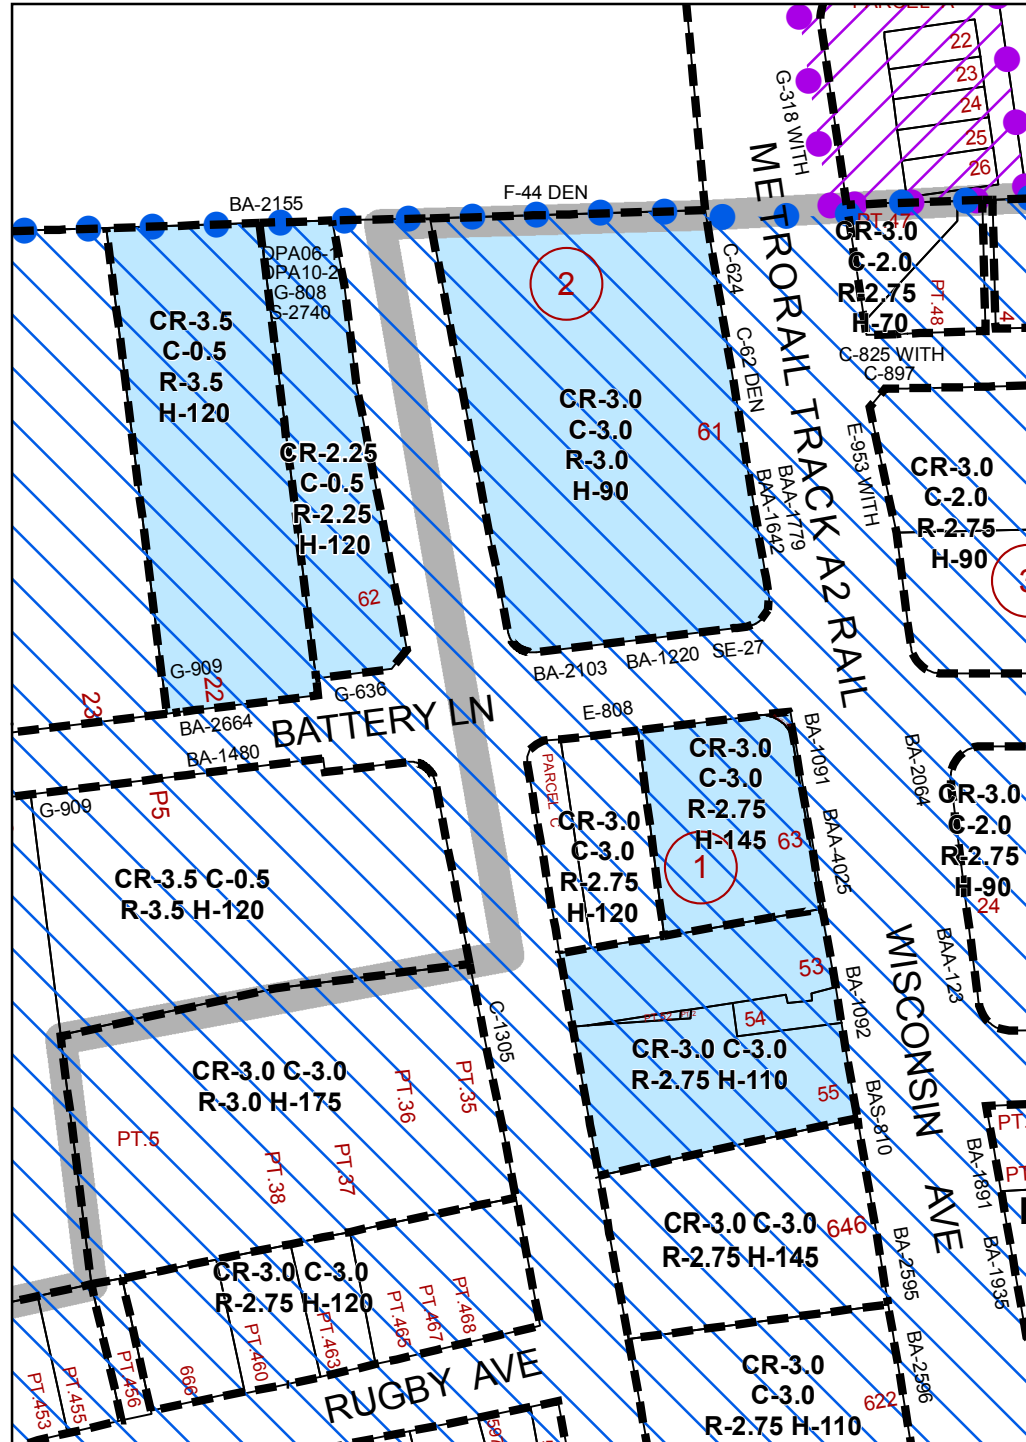 PARCEL A
22
23
24
25
26
G-318 WITH
METRORAIL TRACK A2 RAIL
BA-2155
F-44 DEN
PT.47
CR-3.0
C-2.0
R-2.75
H-70
PT.48
4
DPA06-1
DPA10-2
G-808
S-2740
2
C-624
CR-3.5
C-0.5
R-3.5
H-120
C-62 DEN
C-825 WITH
C-897
CR-3.0
C-3.0
R-3.0
H-90
61
CR-2.25
C-0.5
R-2.25
H-120
E-953 WITH
CR-3.0
C-2.0
R-2.75
H-90
BAA-1779
BAA-1642
62
G-909
22
23
G-636
BA-2103
BA-1220
SE-27
BA-2664
BATTERY LN
E-808
BA-1480
G-909
P5
PARCEL C
CR-3.0
C-3.0
R-2.75
H-145
63
BA-1091
BA-2064
CR-3.0
C-3.0
R-2.75
H-120
1
BAA-4025
CR-3.0
C-2.0
R-2.75
H-90
24
CR-3.5 C-0.5
R-3.5 H-120
WISCONSIN AVE
BAA-123
53
BA-1092
54
C-1305
CR-3.0 C-3.0
R-2.75 H-110
55
CR-3.0 C-3.0
R-3.0 H-175
PT.36
PT.35
BAS-810
PT.5
PT.38
PT.37
BA-1891
CR-3.0 C-3.0
R-2.75 H-145
646
BA-2595
BA-1935
CR-3.0 C-3.0
R-2.75 H-120
PT.453
PT.455
PT.456
666
PT.460
PT.463
PT.465
PT.467
PT.468
RUGBY AVE
597
CR-3.0
C-3.0
R-2.75 H-110
622
BA-2596